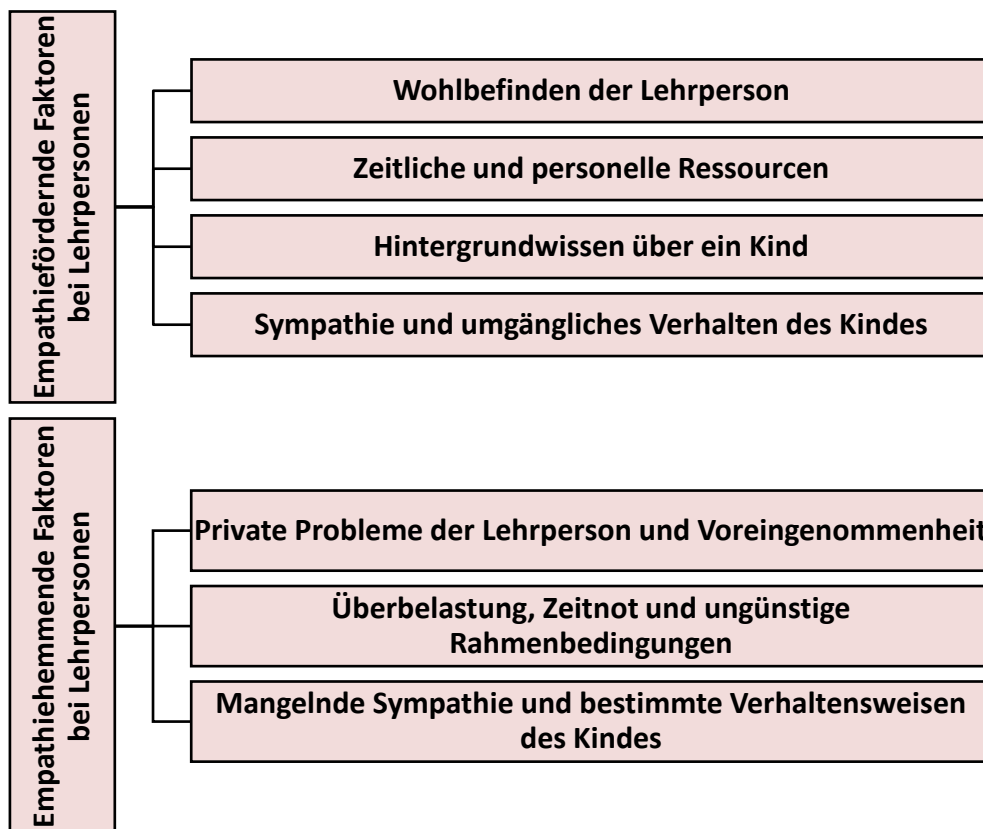 Empathiefördernde Faktoren
bei Lehrpersonen
Wohlbefinden der Lehrperson
Zeitliche und personelle Ressourcen
Hintergrundwissen über ein Kind
Sympathie und umgängliches Verhalten des Kindes
Empathiehemmende Faktoren
bei Lehrpersonen
Private Probleme der Lehrperson und Voreingenommenheit
Überbelastung, Zeitnot und ungünstige
Rahmenbedingungen
Mangelnde Sympathie und bestimmte Verhaltensweisen
des Kindes